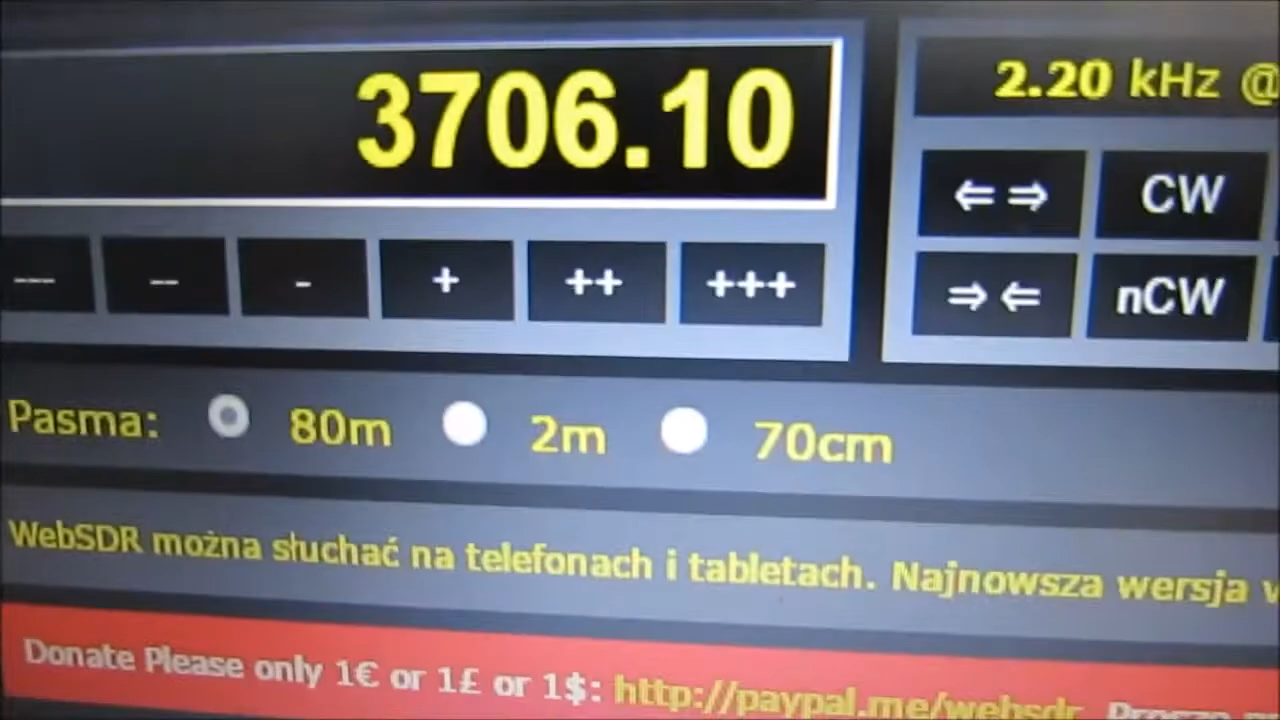 3706.10
2.20 kHz @
⇐ ⇒ CW
--- -- - + ++ +++
⇒ ⇐ nCW
Pasma: 80m 2m 70cm
WebSDR można słuchać na telefonach i tabletach. Najnowsza wersja
Donate Please only 1€ or 1£ or 1$: http://paypal.me/websdr.